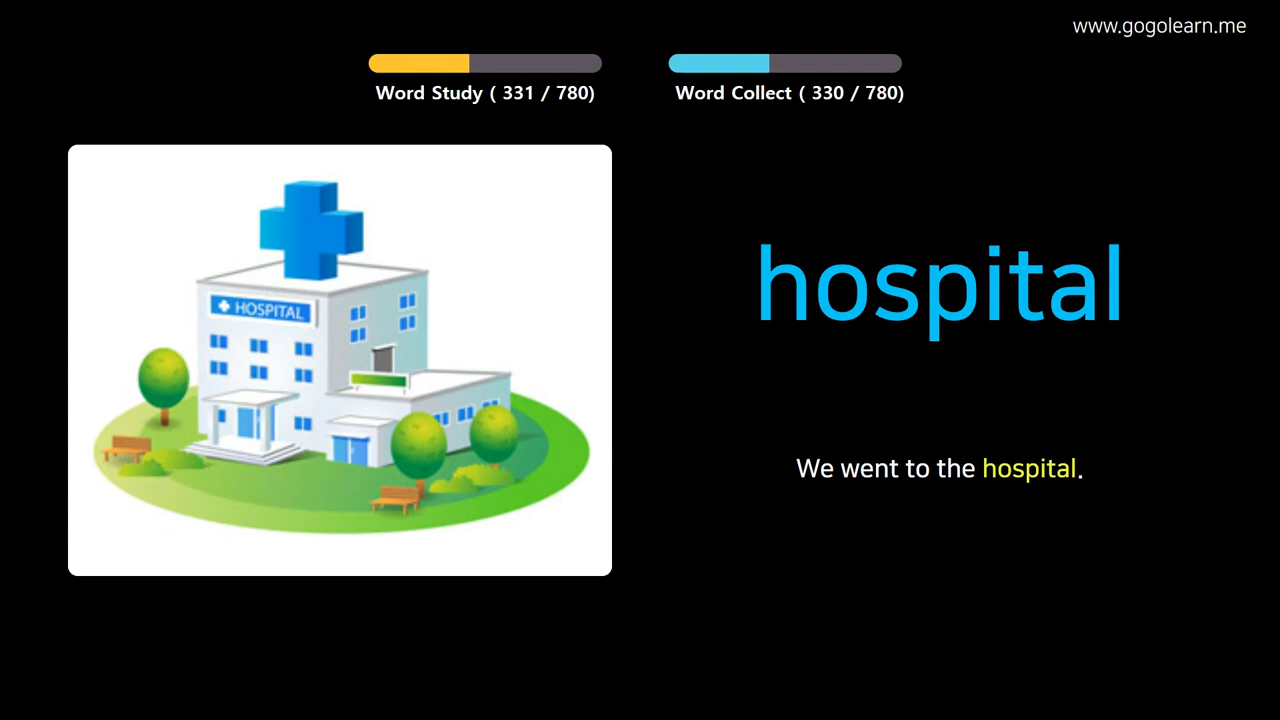 www.gogolearn.me
Word Study ( 331 / 780)
Word Collect ( 330 / 780)
HOSPITAL
hospital
We went to the hospital.